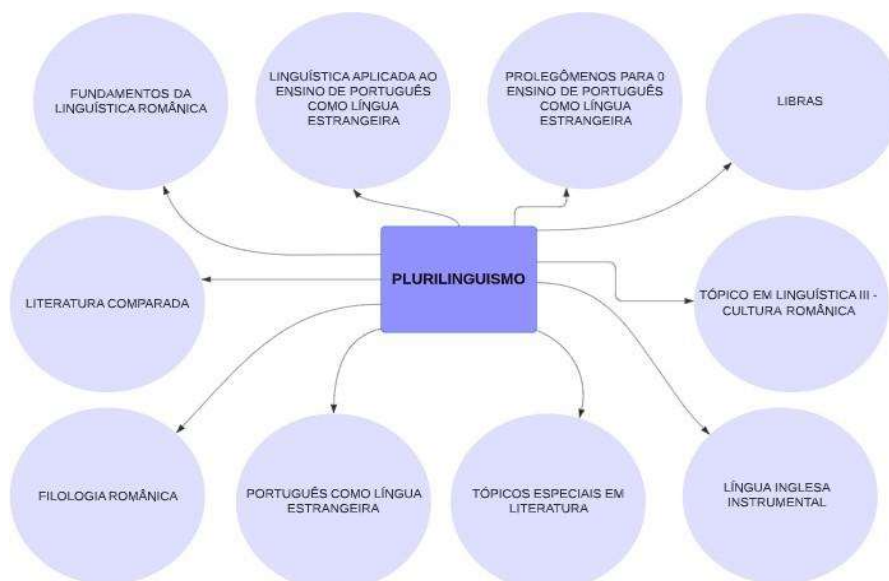 FUNDAMENTOS DA
LINGUÍSTICA ROMÂNICA
LINGUÍSTICA APLICADA AO
ENSINO DE PORTUGUÊS
COMO LÍNGUA
ESTRANGEIRA
PROLEGÔMENOS PARA 0
ENSINO DE PORTUGUÊS
COMO LÍNGUA
ESTRANGEIRA
LIBRAS
PLURILINGUISMO
LITERATURA COMPARADA
TÓPICO EM LINGUÍSTICA III -
CULTURA ROMÂNICA
FILOLOGIA ROMÂNICA
PORTUGUÊS COMO LÍNGUA
ESTRANGEIRA
TÓPICOS ESPECIAIS EM
LITERATURA
LÍNGUA INGLESA
INSTRUMENTAL